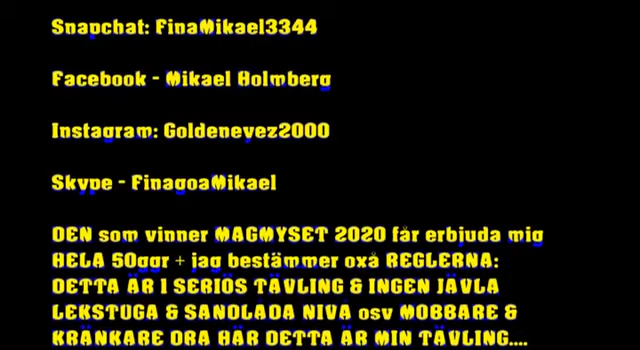 Snapchat: FinaMikael3344
Facebook - Mikael Holmberg
Instagram: Goldeneyez2000
Skype - FinagoaMikael
DEN som vinner MAGMYSET 2020 får erbjuda mig
HELA 50ggr + jag bestämmer oxå REGLERNA:
DETTA ÄR 1 SERIÖS TÄVLING & INGEN JÄVLA
LEKSTUGA & SANDLÅDA NIVÅ osv MOBBARE &
KRÄNKARE DRA HÄR DETTA ÄR MIN TÄVLING....